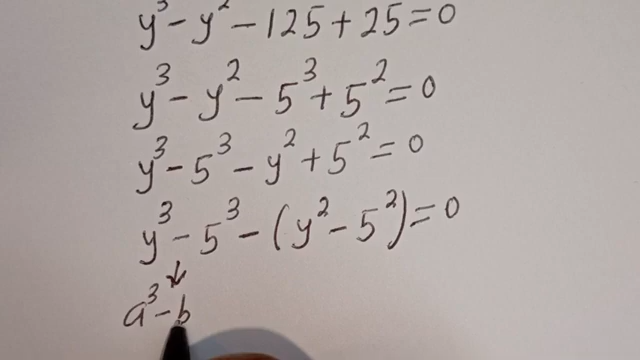 y³ - y² - 125 + 25 = 0
y³ - y² - 5³ + 5² = 0
y³ - 5³ - y² + 5² = 0
y³ - 5³ - (y² - 5²) = 0
a³ - b